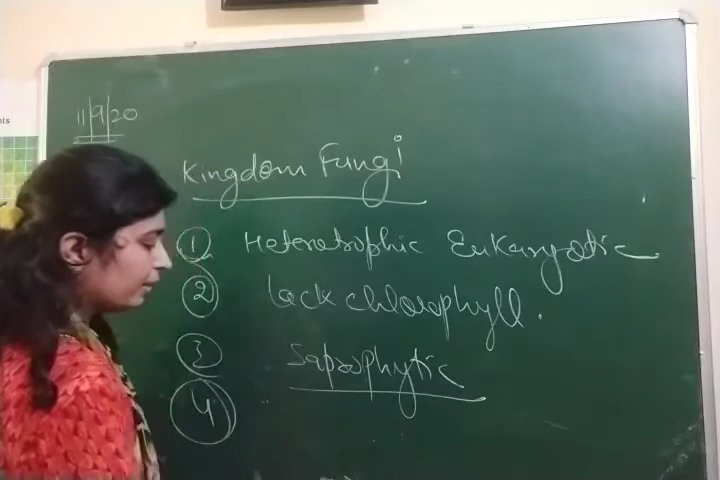 11/9/20
Kingdom Fungi
1 Heterotrophic Eukaryotic
2 lack chlorophyll.
3 Saprophytic
4